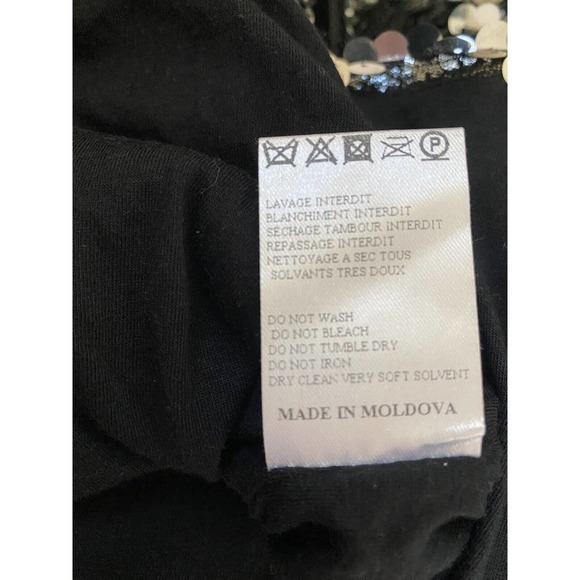 P
LAVAGE INTERDIT
BLANCHIMENT INTERDIT
SECHAGE TAMBOUR INTERDIT
REPASSAGE INTERDIT
NETTOYAGE A SEC TOUS
SOLVANTS TRES DOUX
DO NOT WASH
DO NOT BLEACH
DO NOT TUMBLE DRY
DO NOT IRON
DRY CLEAN VERY SOFT SOLVENT
MADE IN MOLDOVA